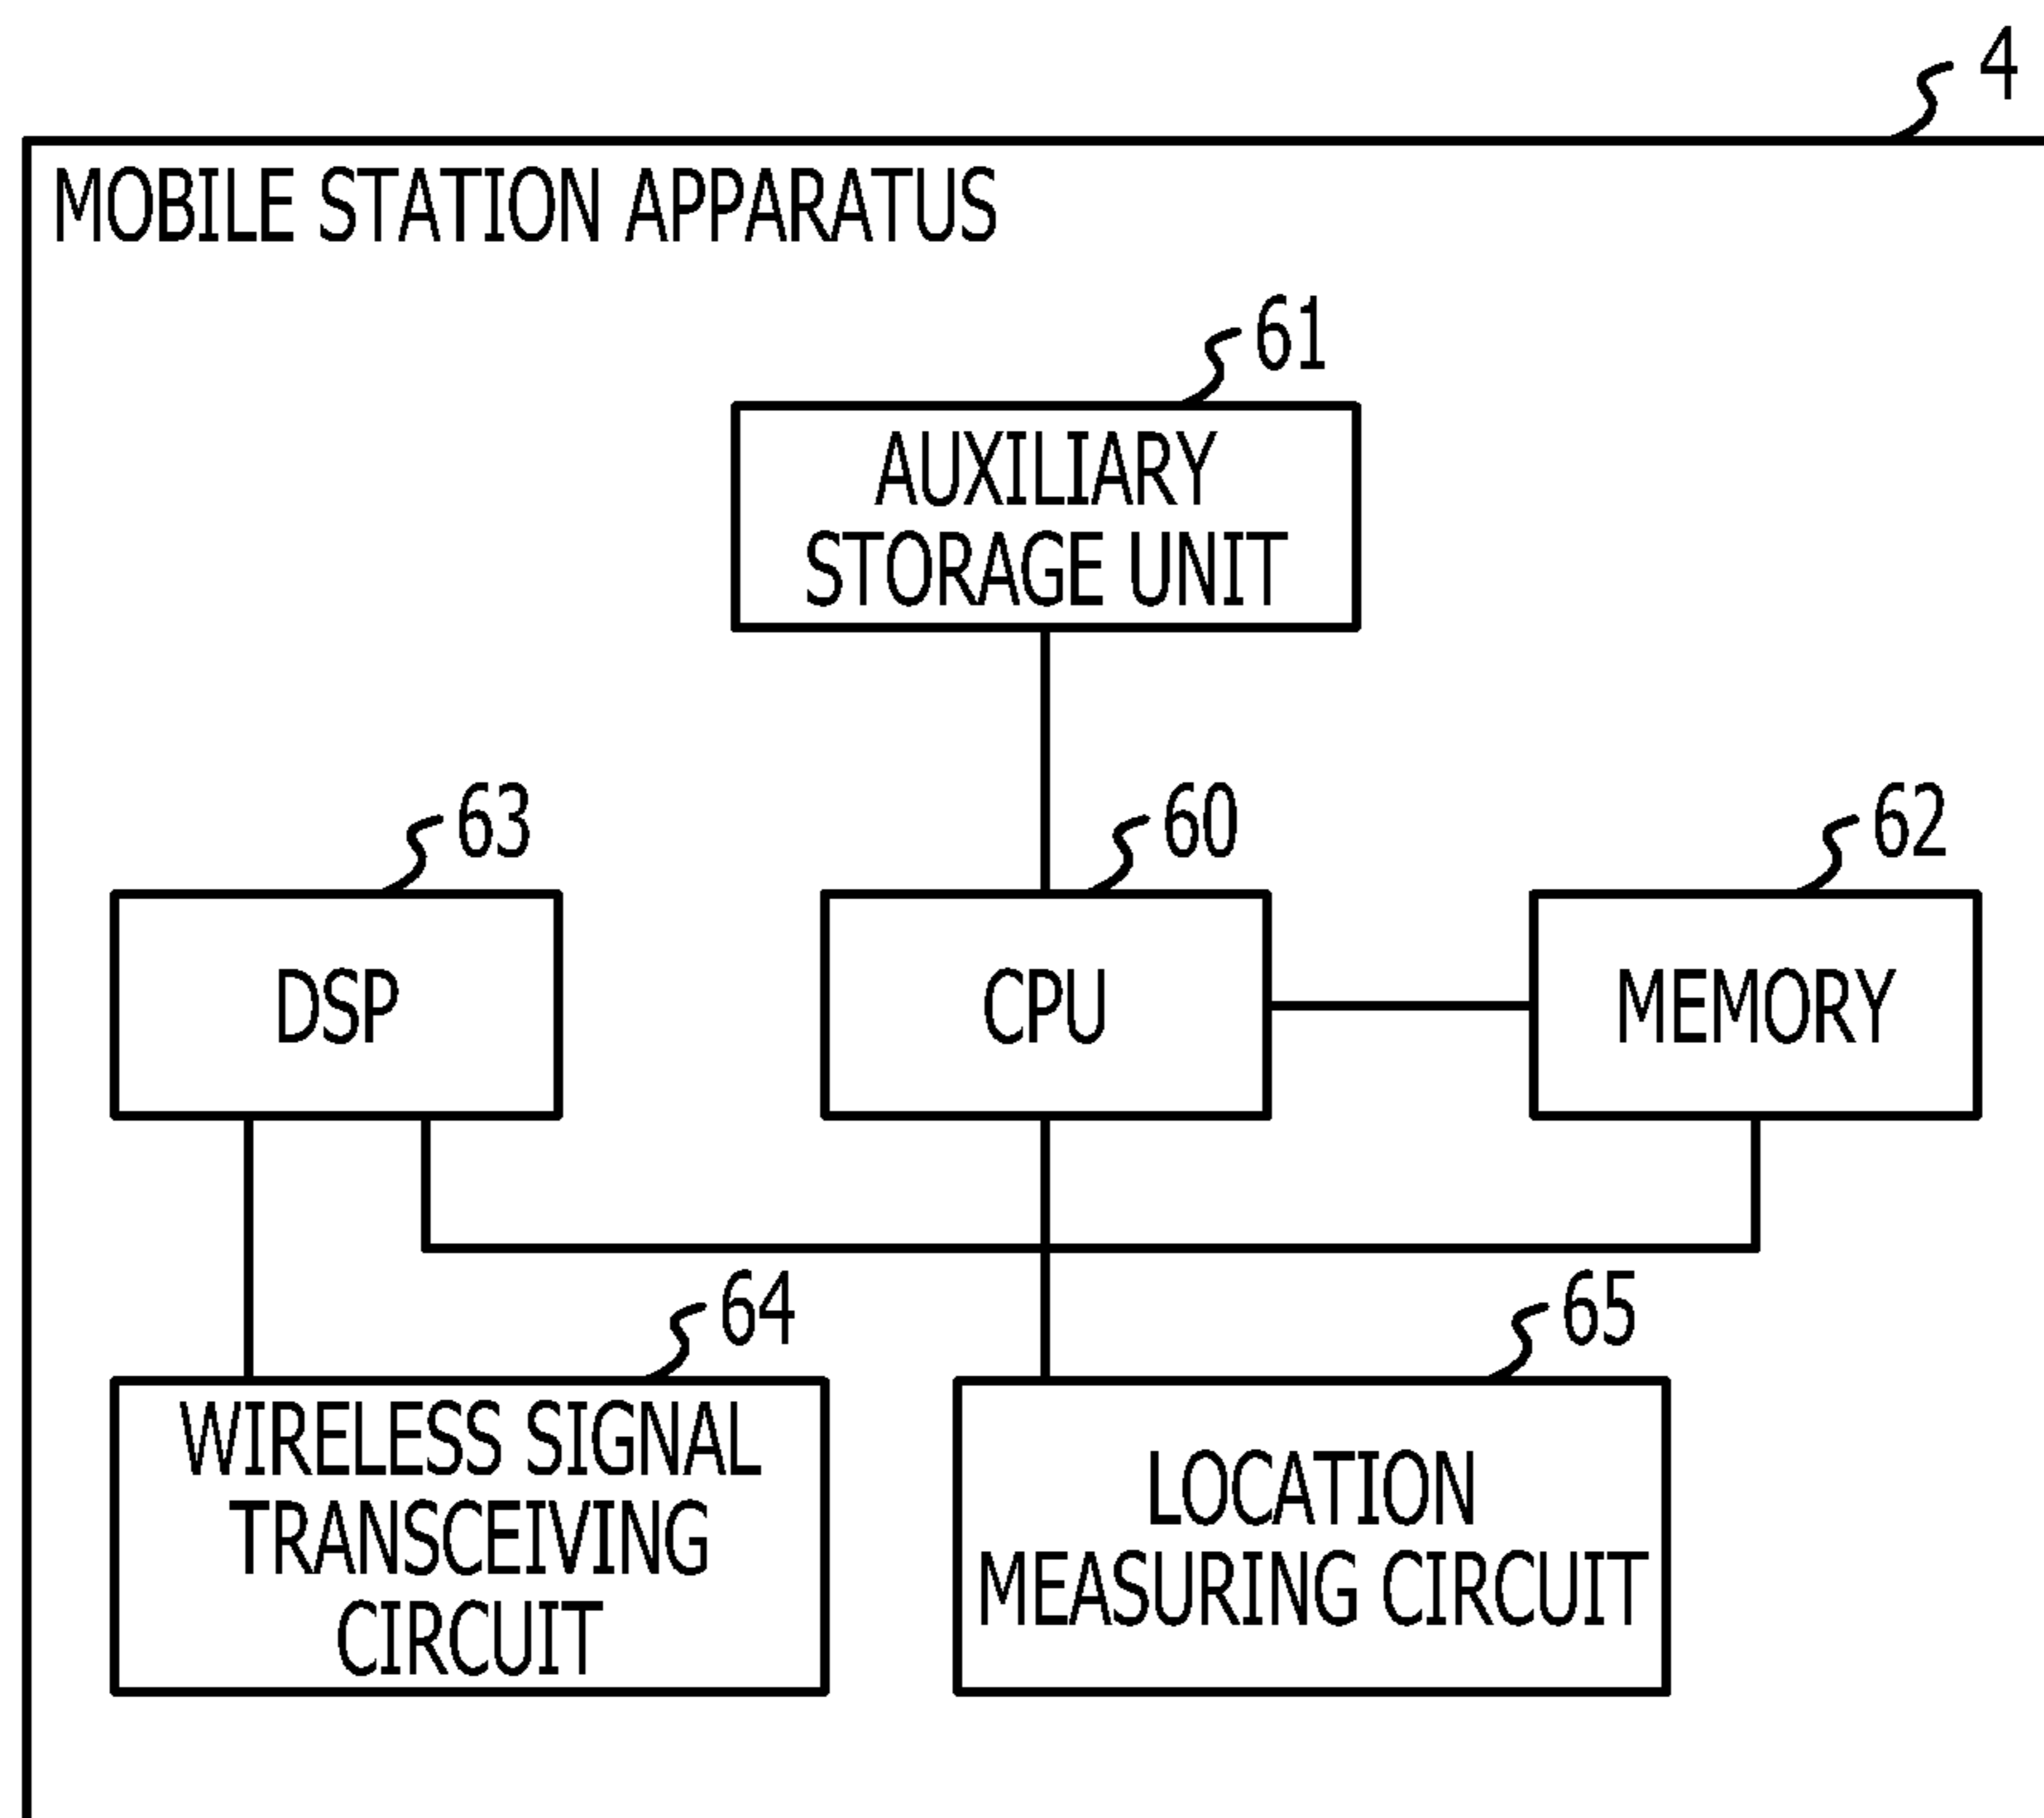 4
MOBILE STATION APPARATUS
61
AUXILIARY
STORAGE UNIT
63
60
62
DSP
CPU
MEMORY
64
65
WIRELESS SIGNAL
TRANSCEIVING
CIRCUIT
LOCATION
MEASURING CIRCUIT